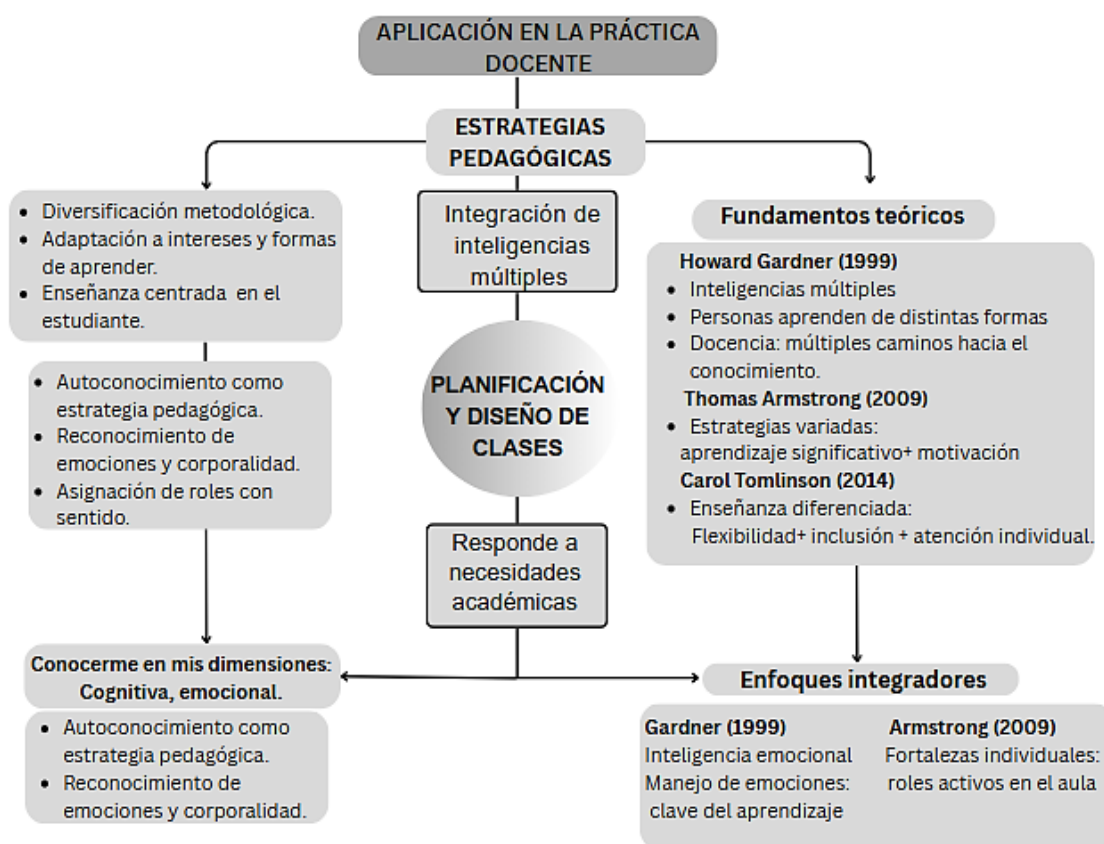 APLICACIÓN EN LA PRÁCTICA
DOCENTE
ESTRATEGIAS
PEDAGÓGICAS
• Diversificación metodológica.
• Adaptación a intereses y formas
de aprender.
• Enseñanza centrada en el
estudiante.
• Autoconocimiento como
estrategia pedagógica.
• Reconocimiento de
emociones y corporalidad.
• Asignación de roles con
sentido.
Conocerme en mis dimensiones:
Cognitiva, emocional.
• Autoconocimiento como
estrategia pedagógica.
• Reconocimiento de
emociones y corporalidad.
Integración de
inteligencias
múltiples
PLANIFICACIÓN
Y DISEÑO DE
CLASES
Responde a
necesidades
académicas
Fundamentos teóricos
Howard Gardner (1999)
• Inteligencias múltiples
• Personas aprenden de distintas formas
• Docencia: múltiples caminos hacia el
conocimiento.
Thomas Armstrong (2009)
• Estrategias variadas:
aprendizaje significativo+ motivación
Carol Tomlinson (2014)
• Enseñanza diferenciada:
Flexibilidad+ inclusión + atención individual.
Enfoques integradores
Gardner (1999)
Inteligencia emocional
Manejo de emociones:
clave del aprendizaje
Armstrong (2009)
Fortalezas individuales:
roles activos en el aula